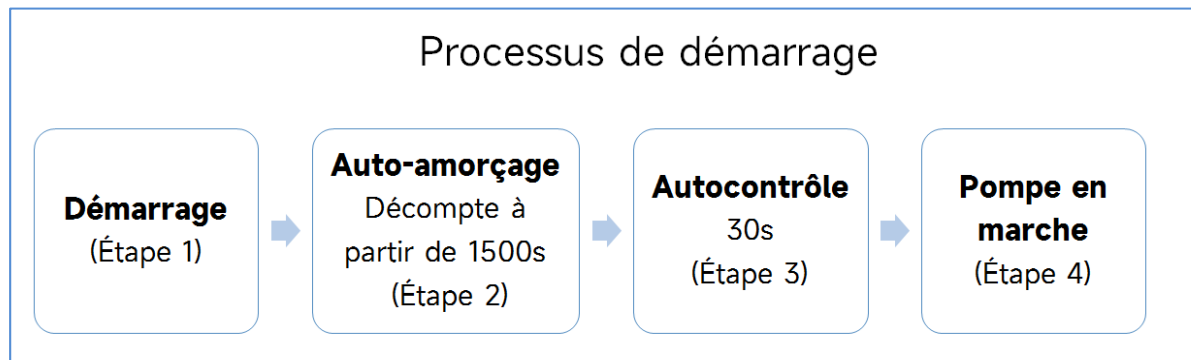 Processus de démarrage
Démarrage
(Étape 1)
Auto-amorçage
Décompte à
partir de 1500s
(Étape 2)
Autocontrôle
30s
(Étape 3)
Pompe en
marche
(Étape 4)